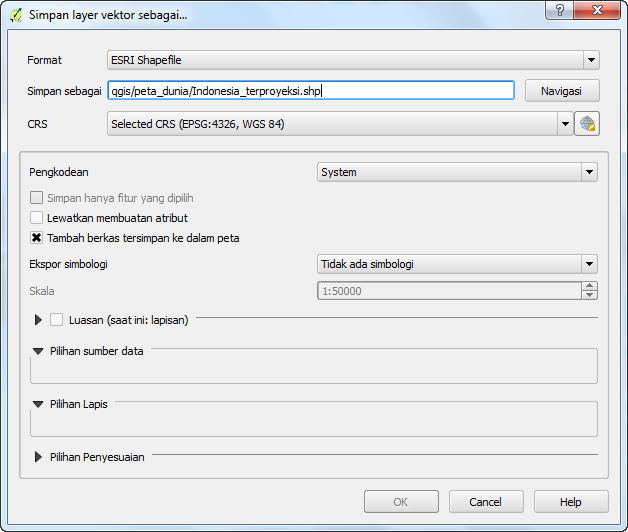 Simpan layer vektor sebagai...
Format ESRI Shapefile
Simpan sebagai qgis/peta_dunia/Indonesia_terproyeksi.shp Navigasi
CRS Selected CRS (EPSG:4326, WGS 84)
Pengkodean System
Simpan hanya fitur yang dipilih
Lewatkan membuatan atribut
Tambah berkas tersimpan ke dalam peta
Ekspor simbologi Tidak ada simbologi
Skala 1:50000
Luasan (saat ini: lapisan)
Pilihan sumber data
Pilihan Lapis
Pilihan Penyesuaian
OK Cancel Help